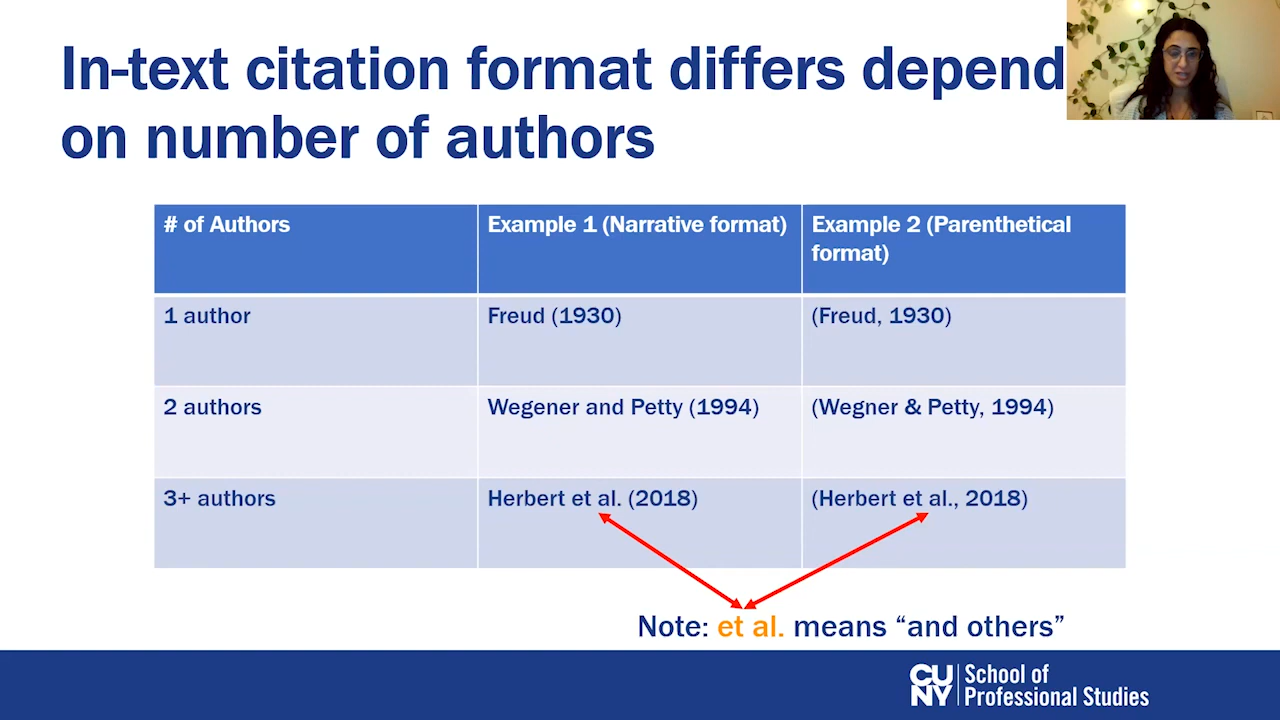 In-text citation format differs depend
on number of authors
# of Authors
Example 1 (Narrative format)
Example 2 (Parenthetical
format)
1 author
Freud (1930)
(Freud, 1930)
2 authors
Wegener and Petty (1994)
(Wegner & Petty, 1994)
3+ authors
Herbert et al. (2018)
(Herbert et al., 2018)
Note: et al. means “and others”
CU
NY
School of
Professional Studies